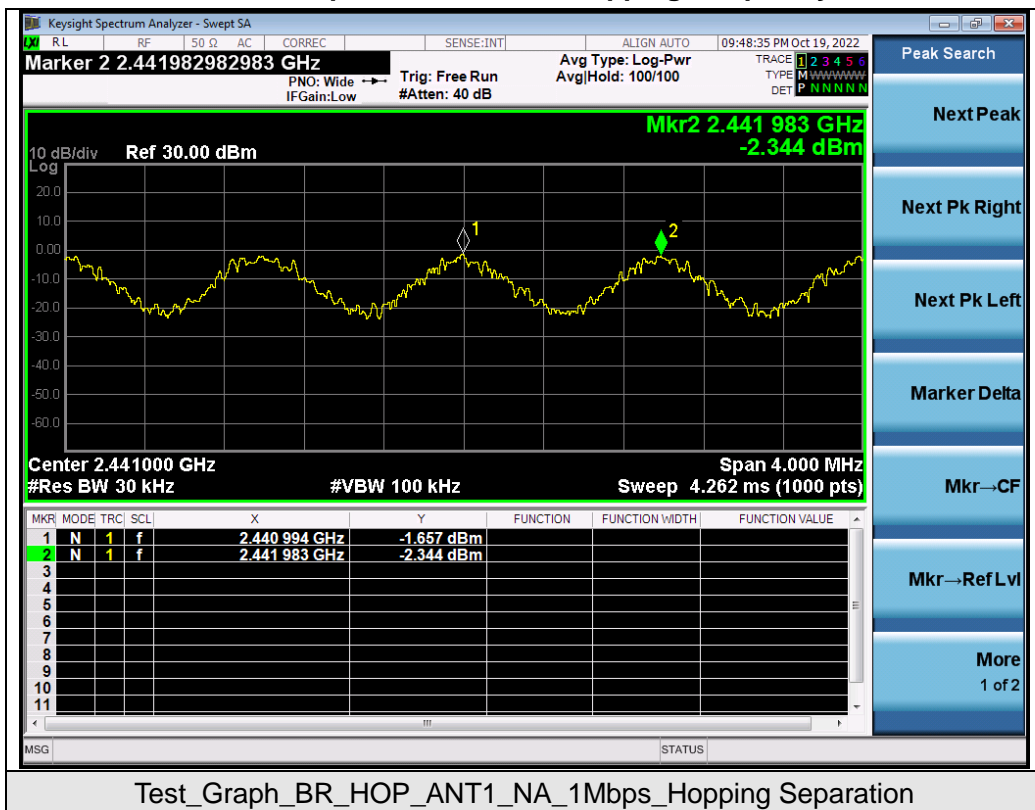 Keysight Spectrum Analyzer - Swept SA
LXI RL RF 50 Ω AC CORREC SENSE:INT ALIGN AUTO 09:48:35 PM Oct 19, 2022
Marker 2 2.441982982983 GHz
PNO: Wide
IFGain:Low
Trig: Free Run
#Atten: 40 dB
Avg Type: Log-Pwr
Avg|Hold: 100/100
TRACE 1 2 3 4 5 6
TYPE M WWWWW
DET P N N N N N
Mkr2 2.441 983 GHz
-2.344 dBm
10 dB/div Ref 30.00 dBm
Log
20.0
10.0
0.00
-10.0
-20.0
-30.0
-40.0
-50.0
-60.0
1
2
Center 2.441000 GHz Span 4.000 MHz
#Res BW 30 kHz #VBW 100 kHz Sweep 4.262 ms (1000 pts)
MKR MODE TRC SCL X Y FUNCTION FUNCTION WIDTH FUNCTION VALUE
1 N 1 f 2.440 994 GHz -1.657 dBm
2 N 1 f 2.441 983 GHz -2.344 dBm
3
4
5
6
7
8
9
10
11
MSG STATUS
Peak Search
Next Peak
Next Pk Right
Next Pk Left
Marker Delta
Mkr→CF
Mkr→Ref Lvl
More
1 of 2
Test_Graph_BR_HOP_ANT1_NA_1Mbps_Hopping Separation